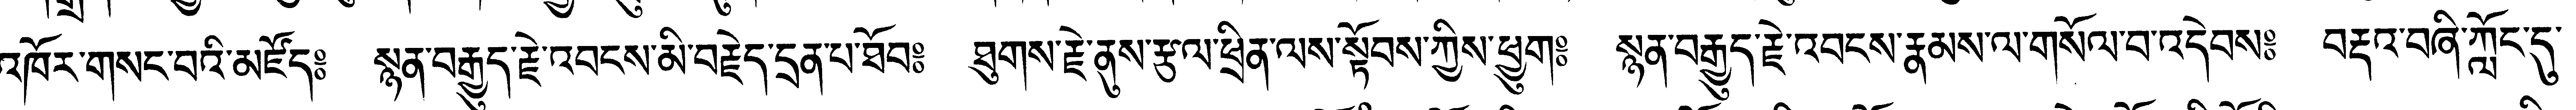 འཁོར་གསང་བའི་མཛོད༔ སྙན་བརྒྱུད་རྗེ་འབངས་མི་བརྗེད་དྲན་པ་ཐོབ༔ ཐུགས་རྗེ་ནུས་རྩལ་ཕྲིན་ལས་སྟོབས་ཀྱིས་ཕྱུག༔ སྙན་བརྒྱུད་རྗེ་འབངས་རྣམས་ལ་གསོལ་བ་འདེབས༔ བརྡའ་བཞི་ཀློང་དུ་